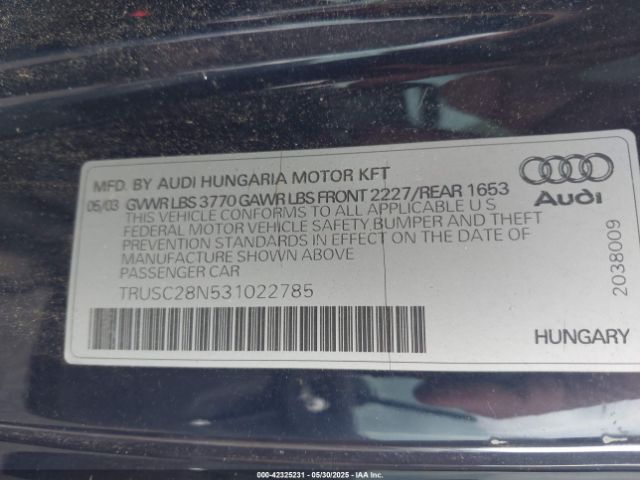 MFD. BY AUDI HUNGARIA MOTOR KFT
05/03 GVWR LBS 3770 GAWR LBS FRONT 2227/REAR 1653
THIS VEHICLE CONFORMS TO ALL APPLICABLE U S
FEDERAL MOTOR VEHICLE SAFETY,BUMPER AND THEFT
PREVENTION STANDARDS IN EFFECT ON THE DATE OF
MANUFACTURE SHOWN ABOVE
PASSENGER CAR
TRUSC28N531022785
Audi
2038009
HUNGARY
000-42325231 - 05/30/2025 - IAAI Inc.